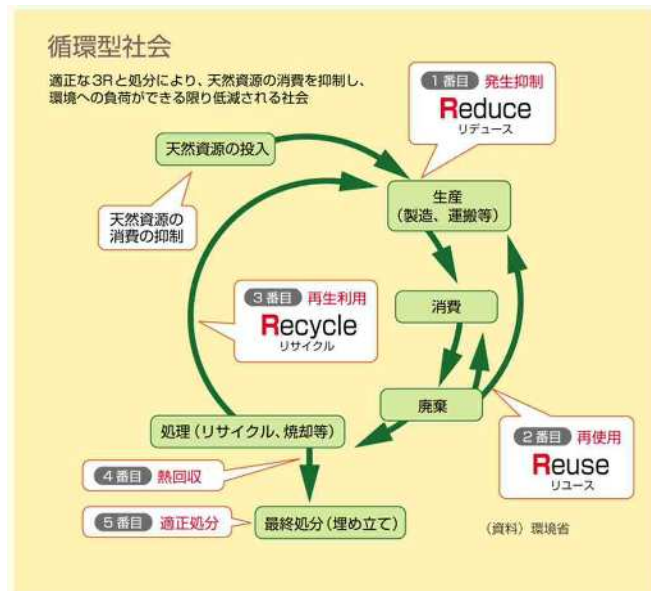 循環型社会
適正な3Rと処分により、天然資源の消費を抑制し、
環境への負荷ができる限り低減される社会
1番目 発生抑制
Reduce
リデュース
天然資源の投入
生産
(製造、運搬等)
天然資源の
消費の抑制
3番目 再生利用
Recycle
リサイクル
消費
廃棄
処理(リサイクル、焼却等)
2番目 再使用
Reuse
リユース
4番目 熱回収
5番目 適正処分
最終処分(埋め立て)
(資料)環境省